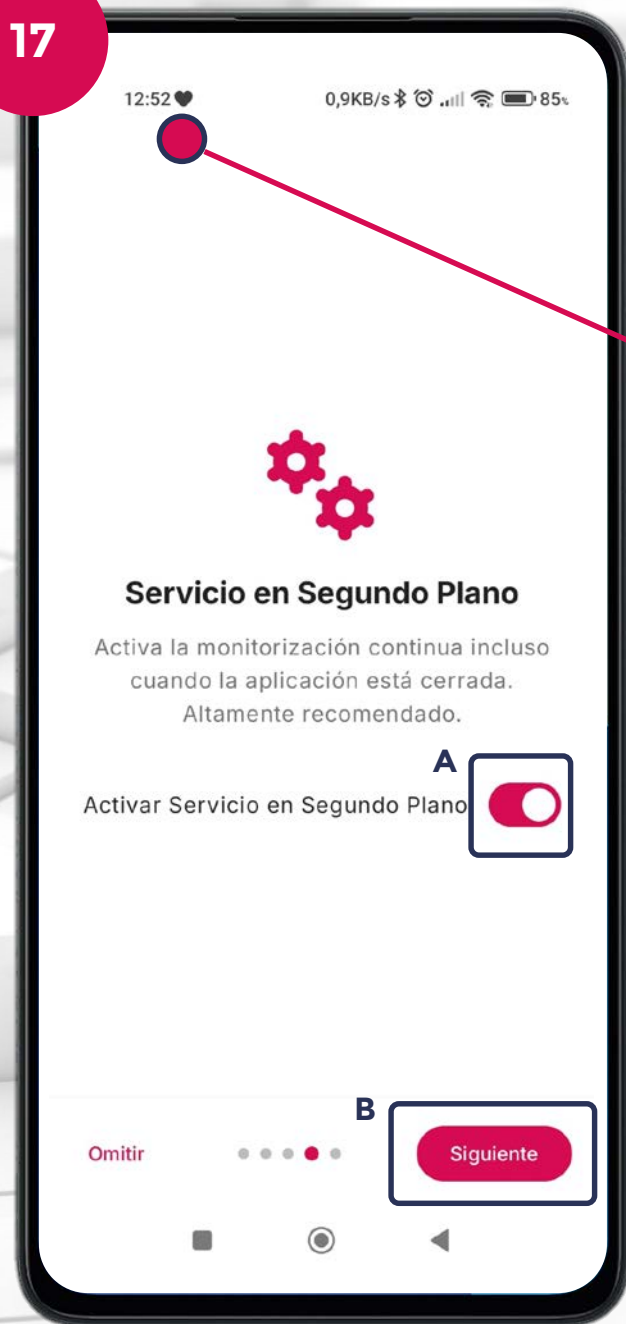 17
12:52
0,9KB/s 85%
Servicio en Segundo Plano
Activa la monitorización continua incluso
cuando la aplicación está cerrada.
Altamente recomendado.
A
Activar Servicio en Segundo Plano
B
Omitir
Siguiente